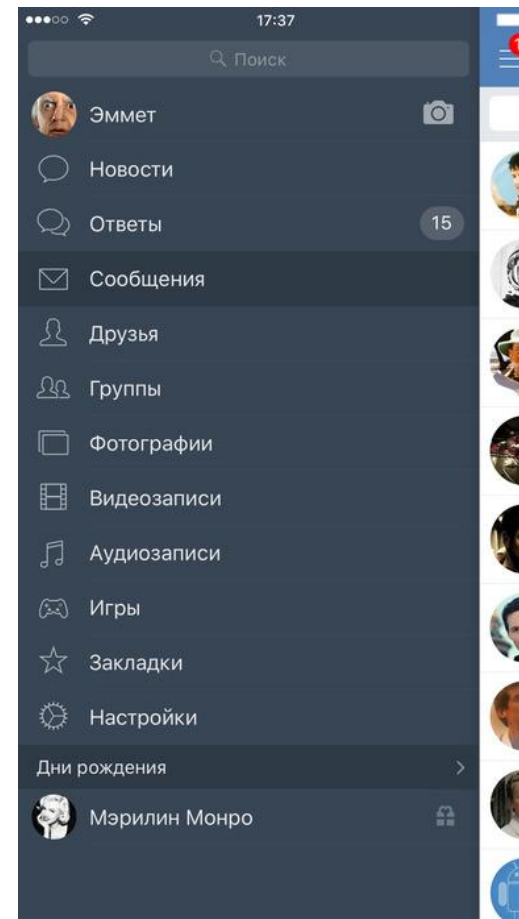 17:37
Поиск
Эммет
Новости
Ответы
15
Сообщения
Друзья
Группы
Фотографии
Видеозаписи
Аудиозаписи
Игры
Закладки
Настройки
Дни рождения
Мэрилин Монро